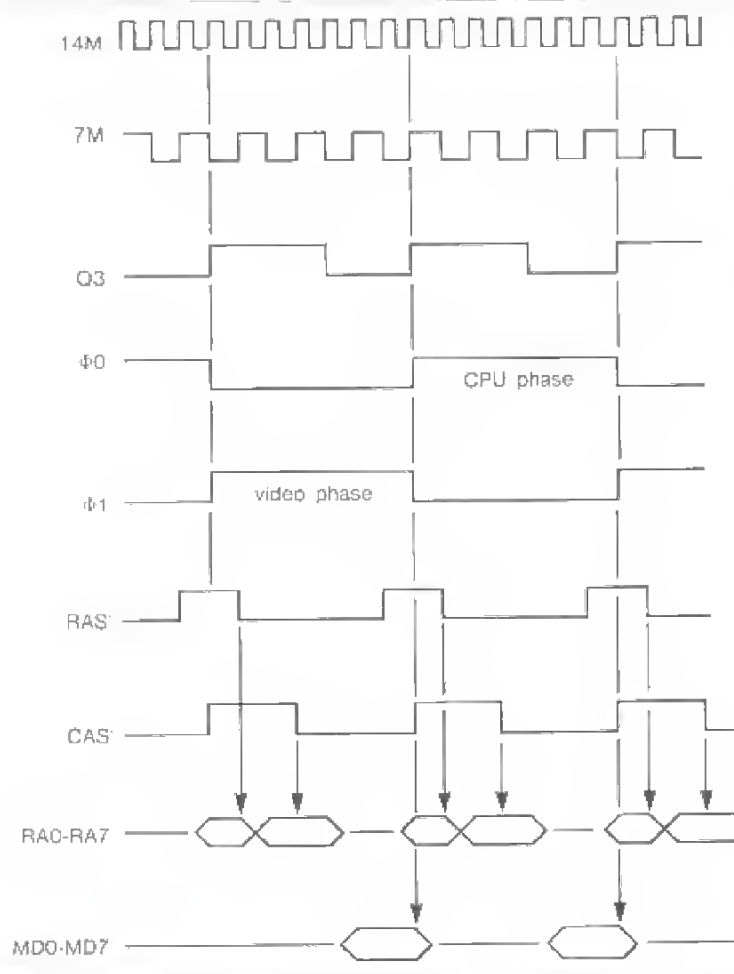 14M
7M
Q3
Φ0
CPU phase
Φ1
video phase
RAS'
CAS'
RA0-RA7
MD0-MD7